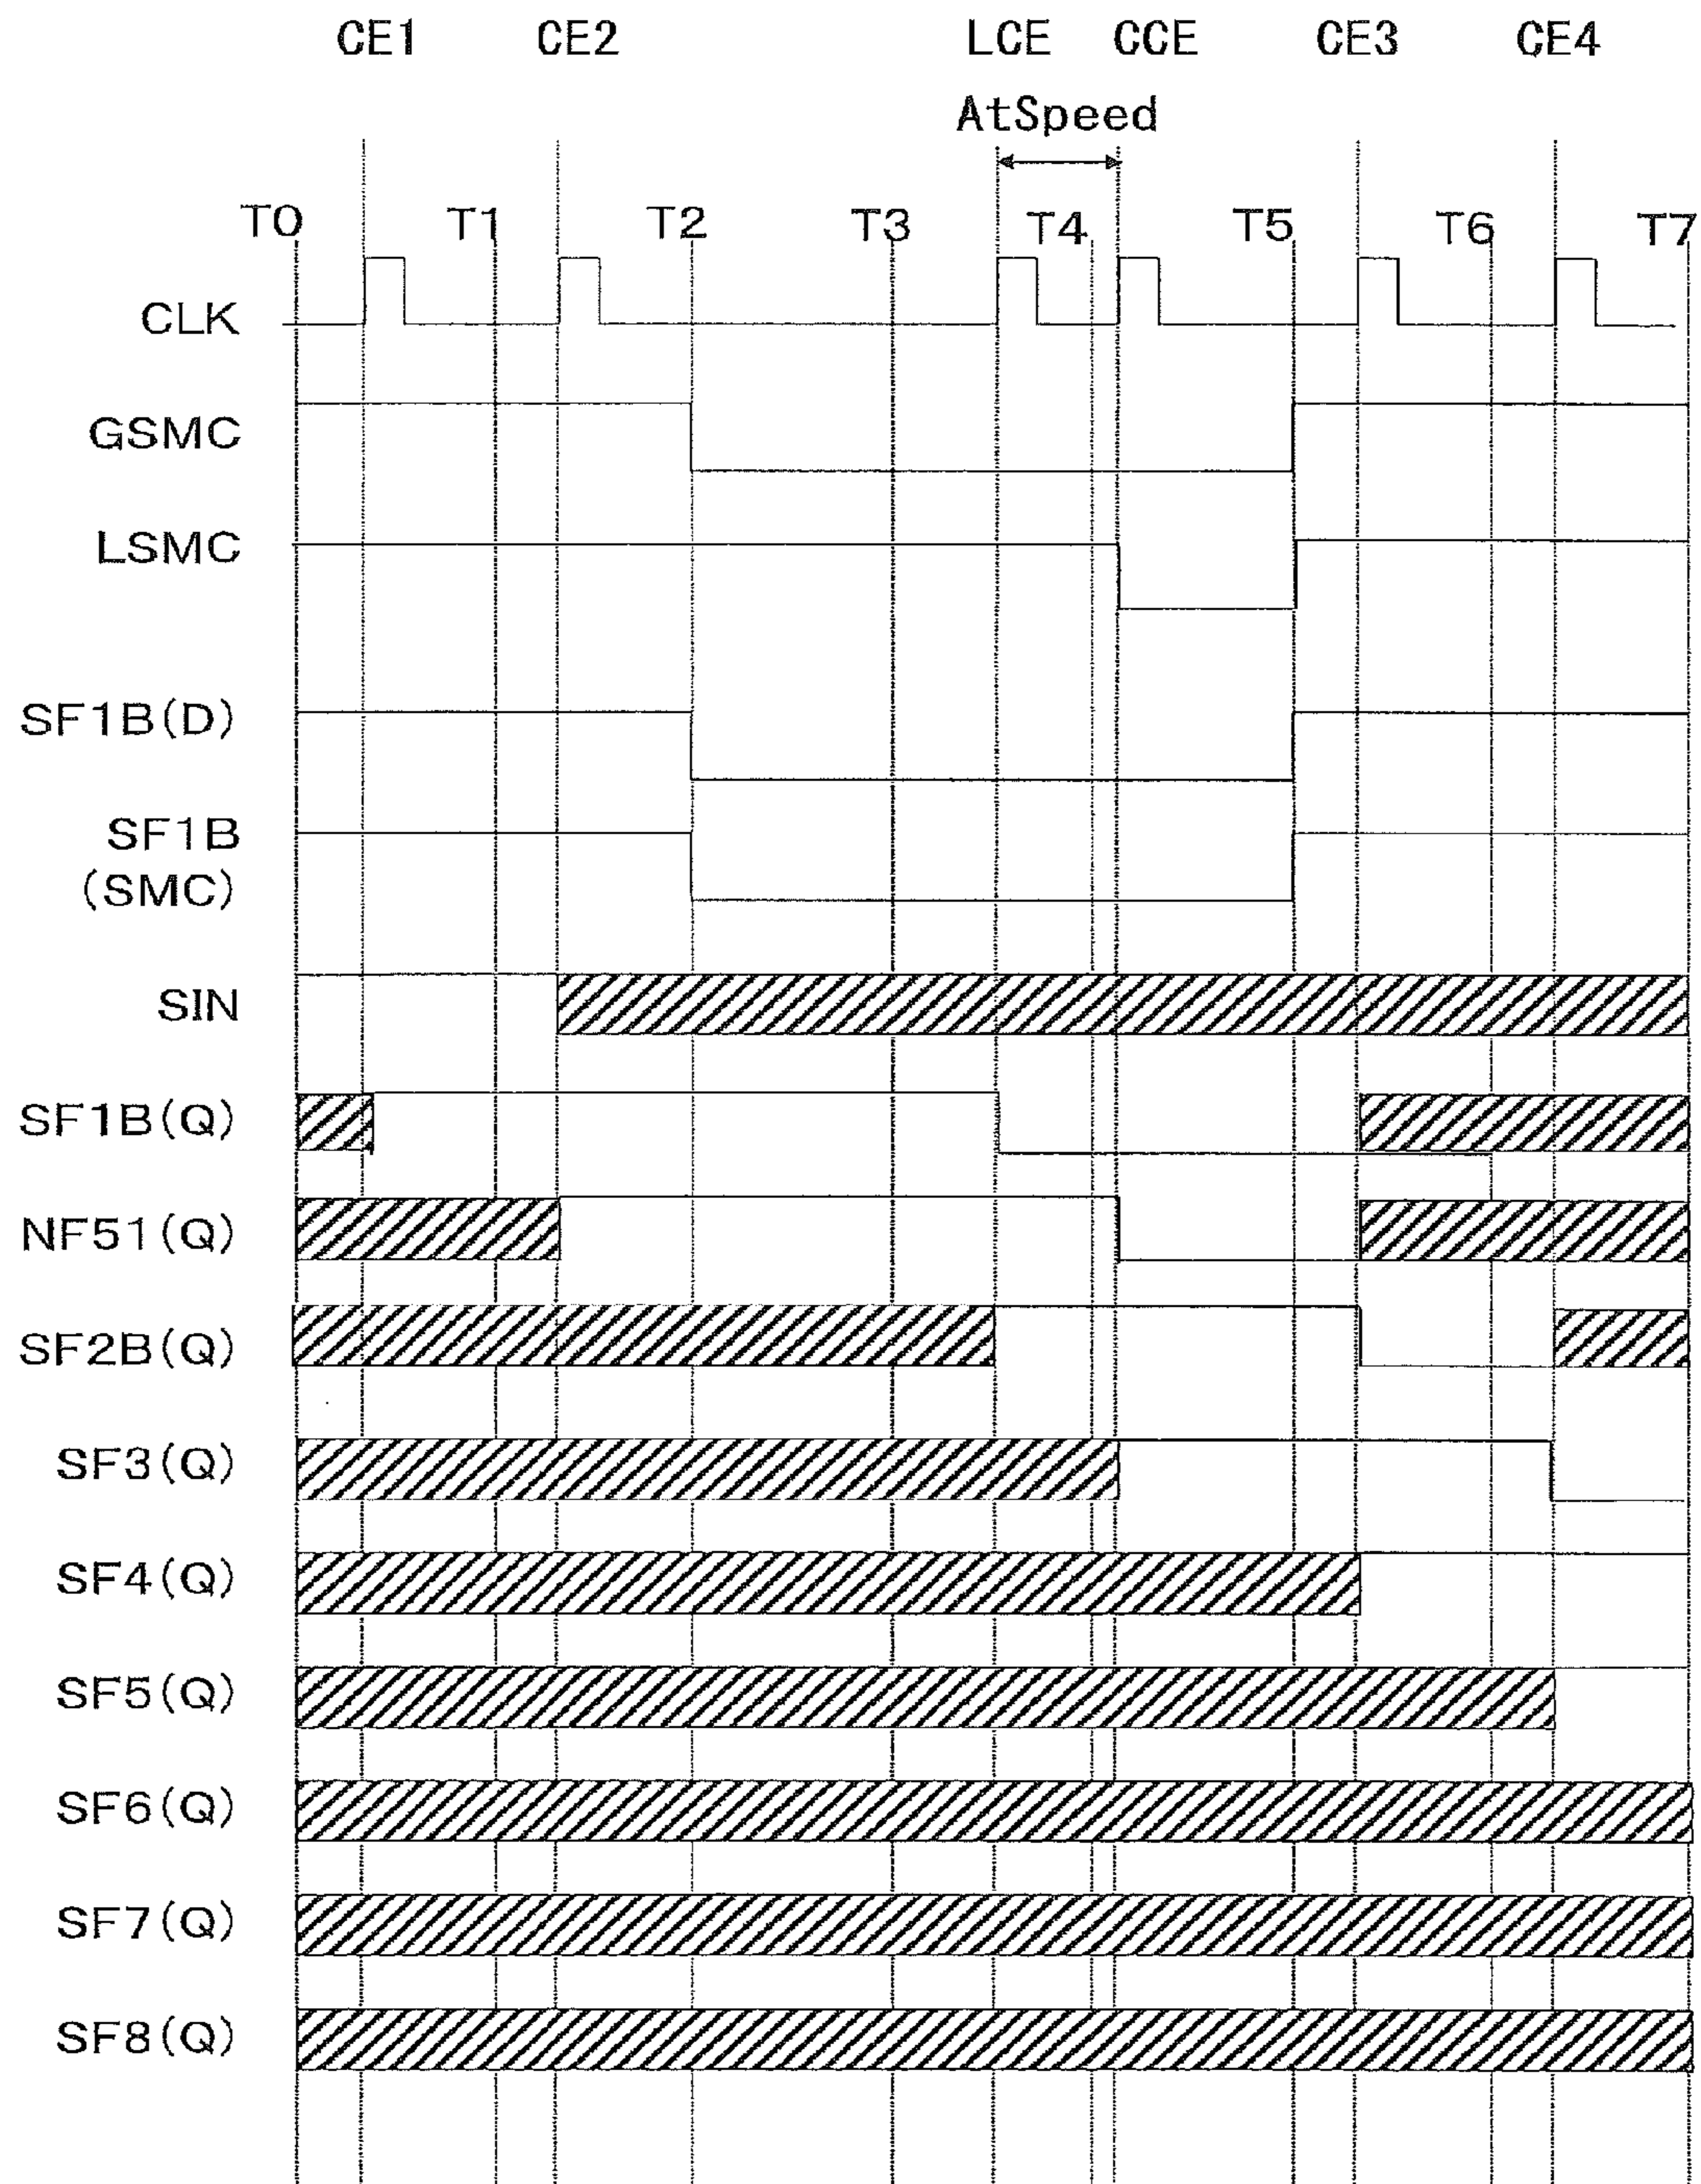 CE1 CE2 LCE CCE CE3 CE4
AtSpeed
T0 T1 T2 T3 T4 T5 T6 T7
CLK
GSMC
LSMC
SF1B(D)
SF1B
(SMC)
SIN
SF1B(Q)
NF51(Q)
SF2B(Q)
SF3(Q)
SF4(Q)
SF5(Q)
SF6(Q)
SF7(Q)
SF8(Q)